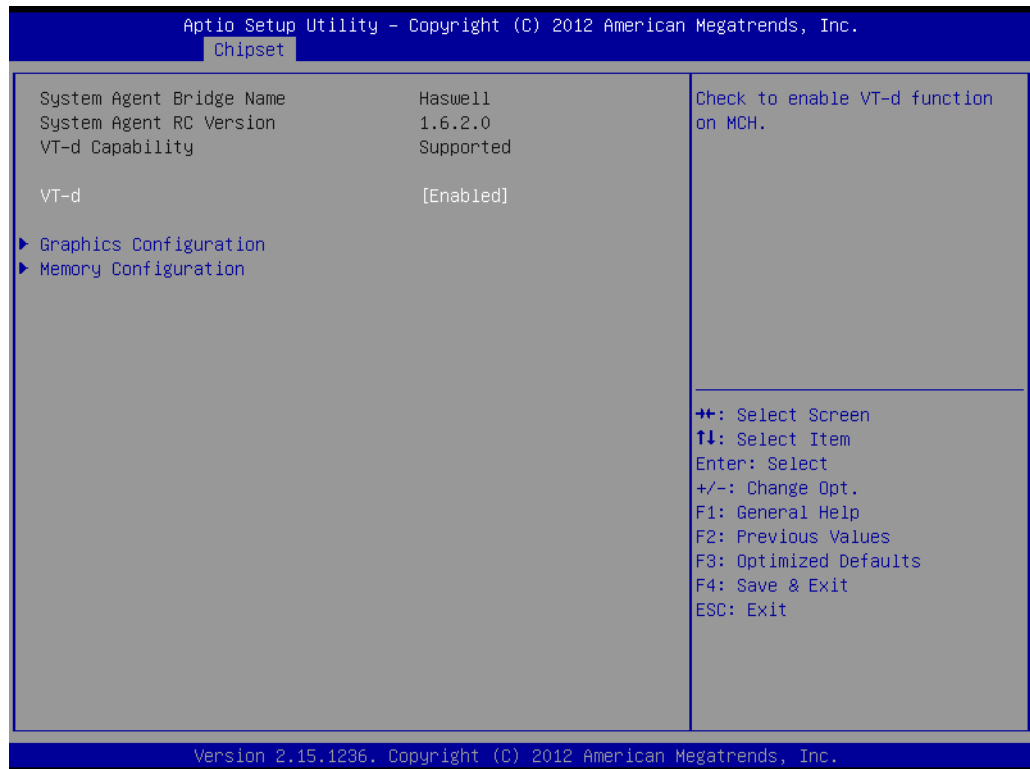 Aptio Setup Utility – Copyright (C) 2012 American Megatrends, Inc.
Chipset
System Agent Bridge Name Haswell
System Agent RC Version 1.6.2.0
VT-d Capability Supported
VT-d [Enabled]
▶ Graphics Configuration
▶ Memory Configuration
Check to enable VT-d function
on MCH.
→←: Select Screen
↑↓: Select Item
Enter: Select
+/-: Change Opt.
F1: General Help
F2: Previous Values
F3: Optimized Defaults
F4: Save & Exit
ESC: Exit
Version 2.15.1236. Copyright (C) 2012 American Megatrends, Inc.